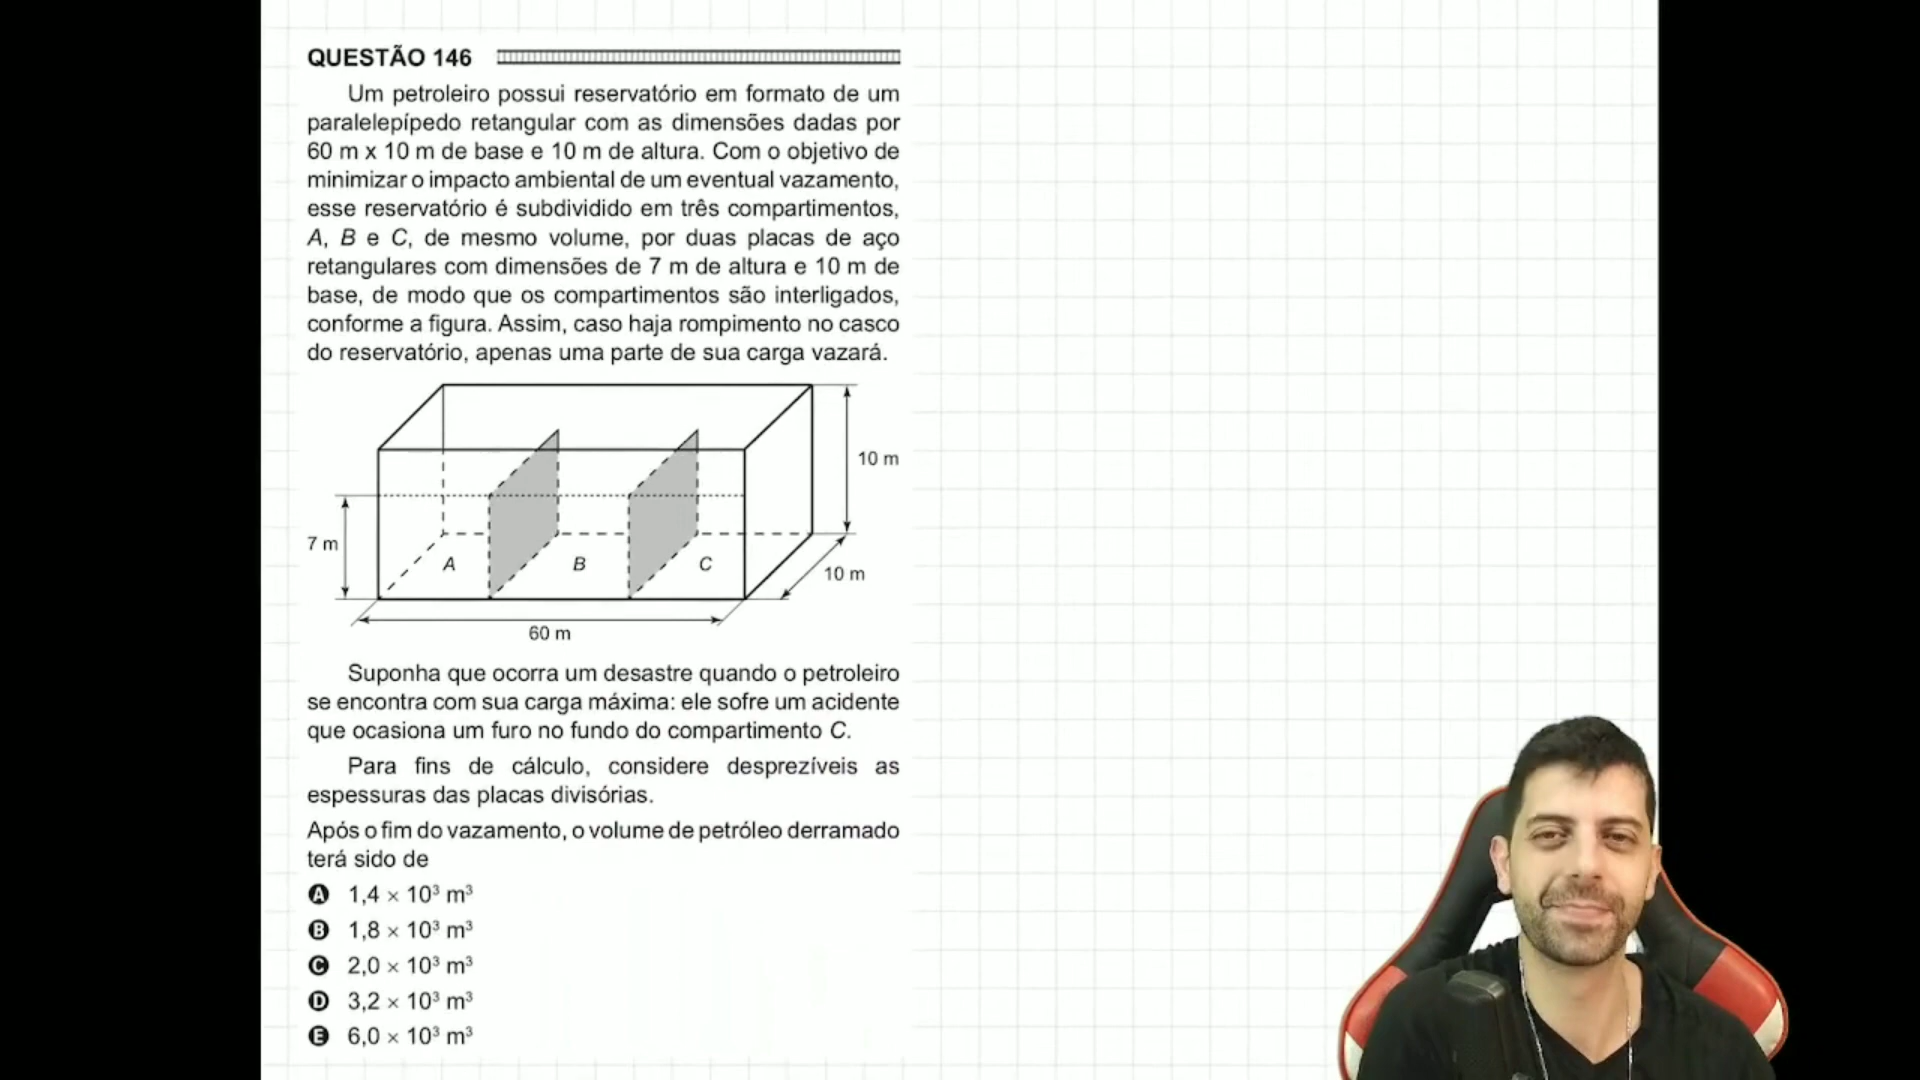 QUESTÃO 146
Um petroleiro possui reservatório em formato de um
paralelepípedo retangular com as dimensões dadas por
60 m x 10 m de base e 10 m de altura. Com o objetivo de
minimizar o impacto ambiental de um eventual vazamento,
esse reservatório é subdividido em três compartimentos,
A, B e C, de mesmo volume, por duas placas de aço
retangulares com dimensões de 7 m de altura e 10 m de
base, de modo que os compartimentos são interligados,
conforme a figura. Assim, caso haja rompimento no casco
do reservatório, apenas uma parte de sua carga vazará.
10 m
7 m
A B C
10 m
60 m
Suponha que ocorra um desastre quando o petroleiro
se encontra com sua carga máxima: ele sofre um acidente
que ocasiona um furo no fundo do compartimento C.
Para fins de cálculo, considere desprezíveis as
espessuras das placas divisórias.
Após o fim do vazamento, o volume de petróleo derramado
terá sido de
A 1,4 × 10³ m³
B 1,8 × 10³ m³
C 2,0 × 10³ m³
D 3,2 × 10³ m³
E 6,0 × 10³ m³